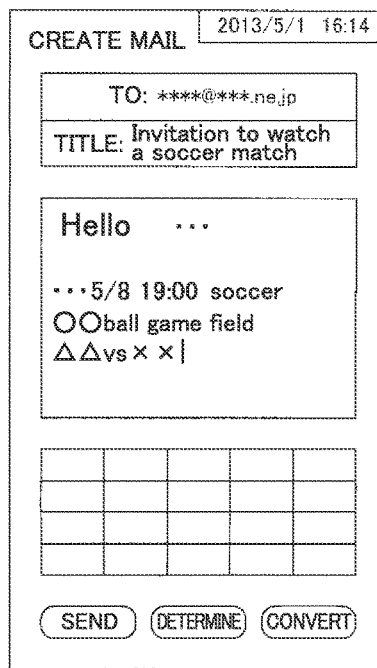 2013/5/1 16:14
CREATE MAIL
TO: ****@***.ne.jp
TITLE: Invitation to watch
a soccer match
Hello ･･･
･･･5/8 19:00 soccer
○○ball game field
△△vs××|
SEND DETERMINE CONVERT